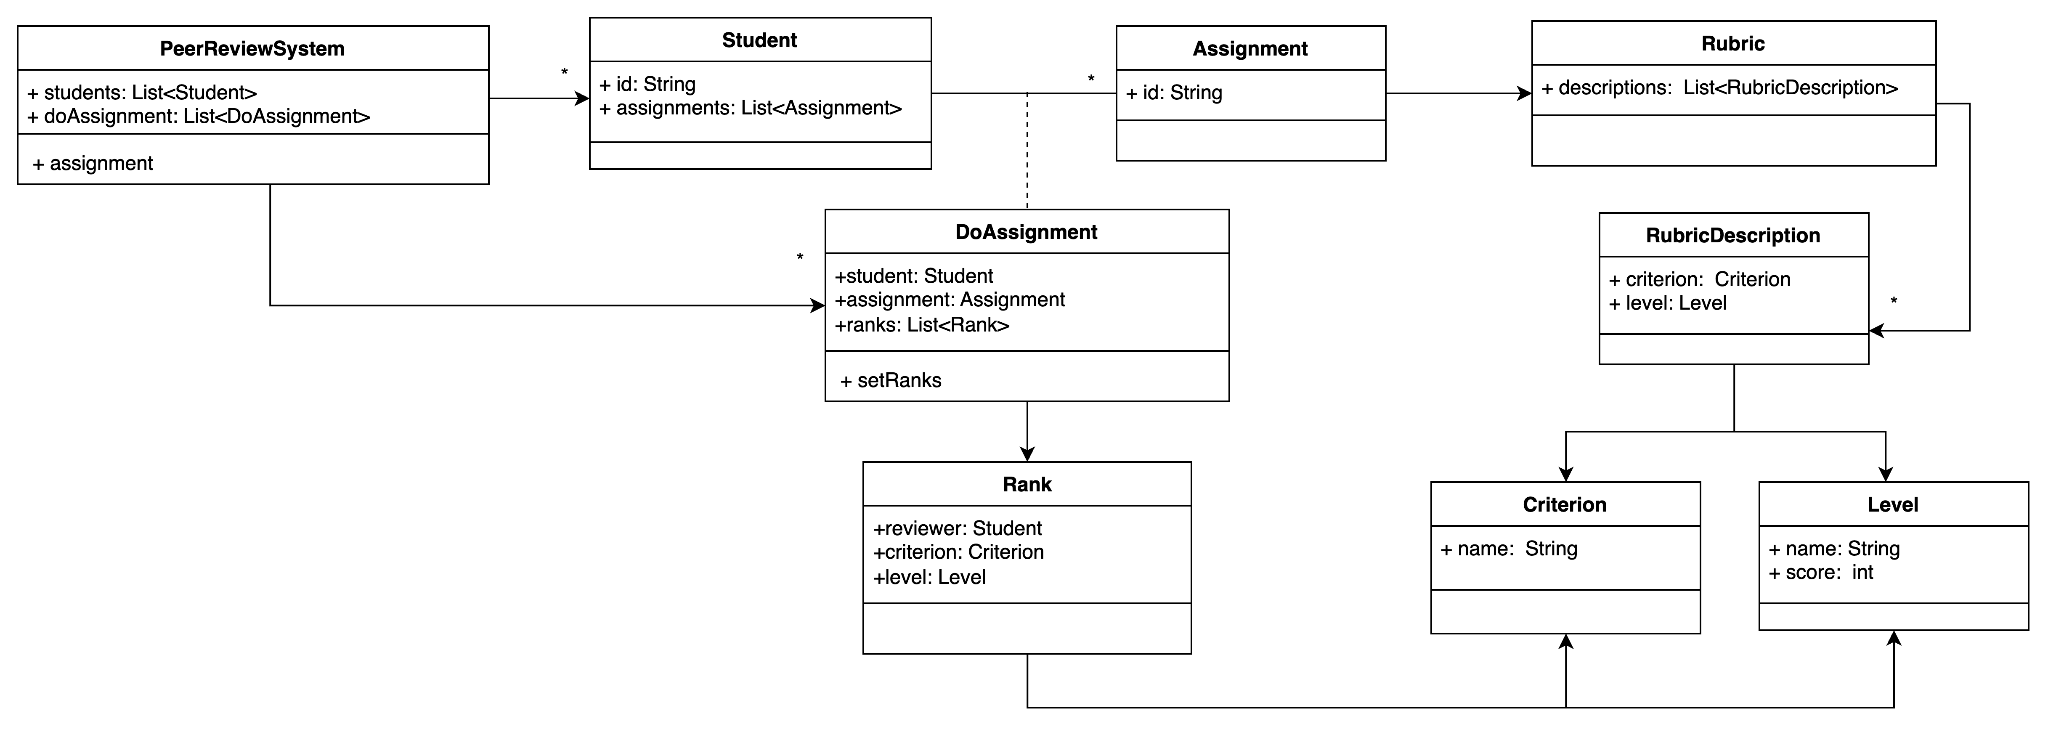 PeerReviewSystem
+ students: List<Student>
+ doAssignment: List<DoAssignment>
+ assignment
*
Student
+ id: String
+ assignments: List<Assignment>
*
Assignment
+ id: String
Rubric
+ descriptions:  List<RubricDescription>
*
DoAssignment
+student: Student
+assignment: Assignment
+ranks: List<Rank>
+ setRanks
RubricDescription
+ criterion:  Criterion
+ level: Level
*
Rank
+reviewer: Student
+criterion: Criterion
+level: Level
Criterion
+ name:  String
Level
+ name: String
+ score:  int